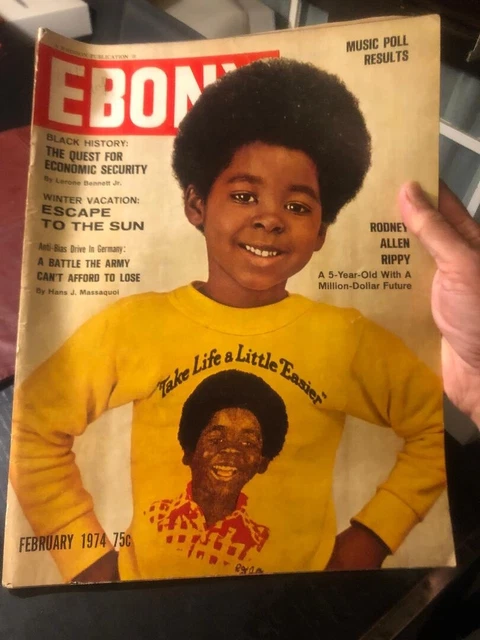 EBONY
MUSIC POLL
RESULTS
BLACK HISTORY:
THE QUEST FOR
ECONOMIC SECURITY
By Lerone Bennett Jr.
WINTER VACATION:
ESCAPE
TO THE SUN
Anti-Bias Drive In Germany:
A BATTLE THE ARMY
CAN'T AFFORD TO LOSE
By Hans J. Massaquoi
RODNEY
ALLEN
RIPPY
A 5-Year-Old With A
Million-Dollar Future
"Take Life a Little Easier"
FEBRUARY 1974 75c